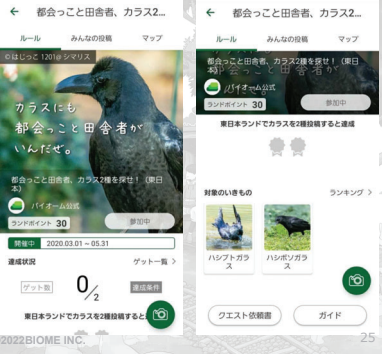 ← 都会っこと田舎者、カラス2...
ルール みんなの投稿 マップ
©はじっこ 1201@シマリス
カラスにも
都会っこと田舎者が
いんだぜ。
都会っこと田舎者、カラス2種を探せ！（東日
本）
バイオーム公式
ランドポイント 30
参加中
開催中 2020.03.01 ~ 05.31
達成状況 ゲット一覧 >
ゲット数 0/2 達成条件
東日本ランドでカラスを2種投稿すると
← 都会っこと田舎者、カラス2...
ルール みんなの投稿 マップ
都会っこと田舎者、カラス2種を探せ！（東日
本）
バイオーム公式
ランドポイント 30
参加中
東日本ランドでカラスを2種投稿すると達成
対象のいきもの ランキング >
ハシブトガラ
ス
ハシボソガラ
ス
クエスト依頼書 ガイド
2022BIOME INC.
25